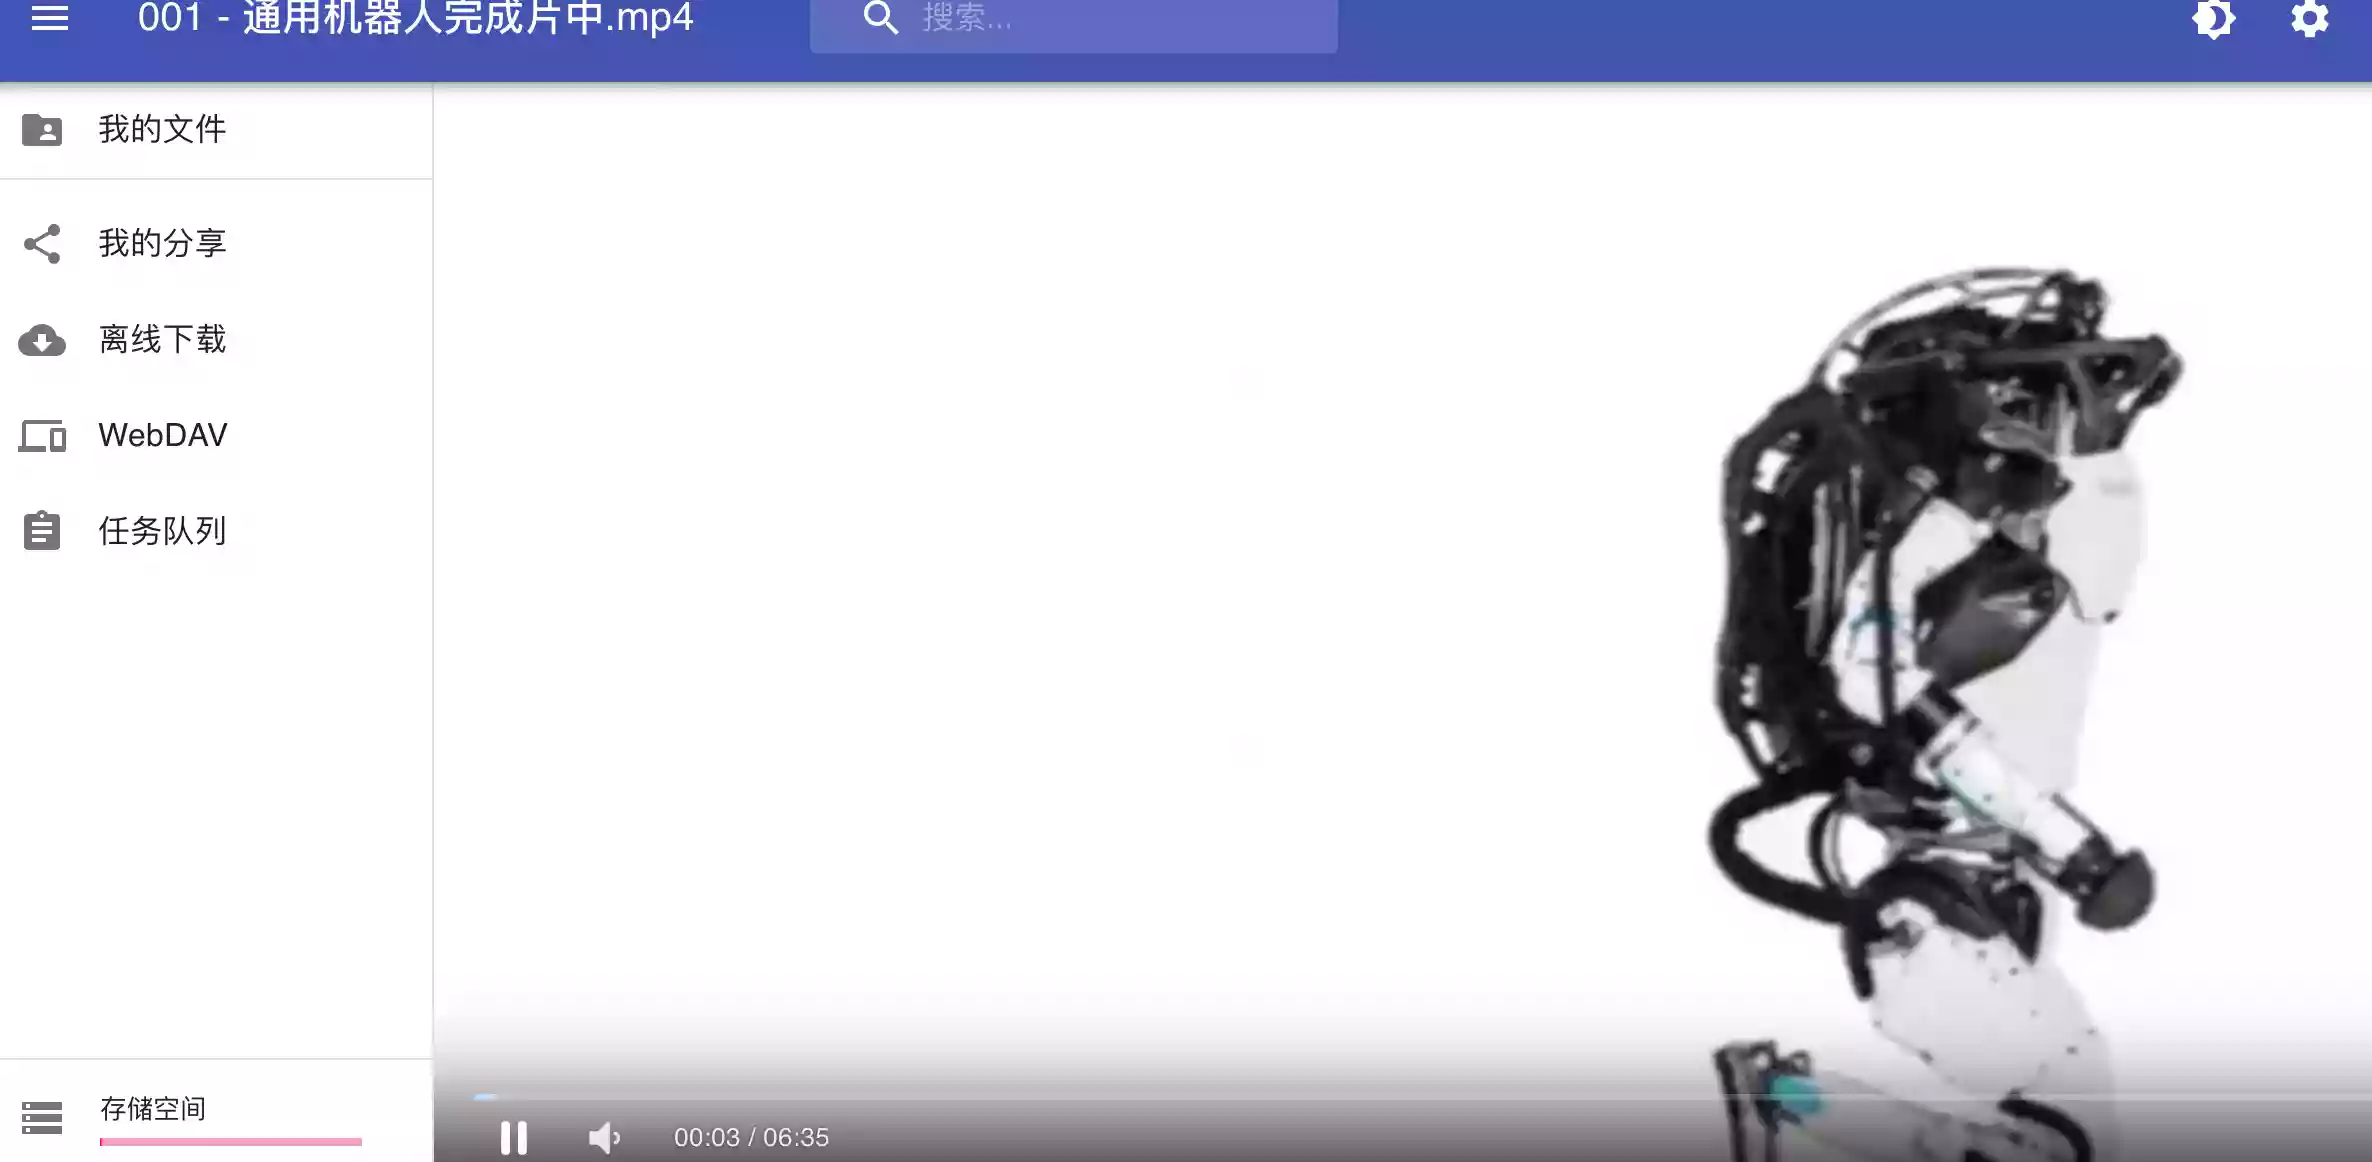 001 - 通用机器人完成片中.mp4
搜索...
我的文件
我的分享
离线下载
WebDAV
任务队列
存储空间
00:03 / 06:35